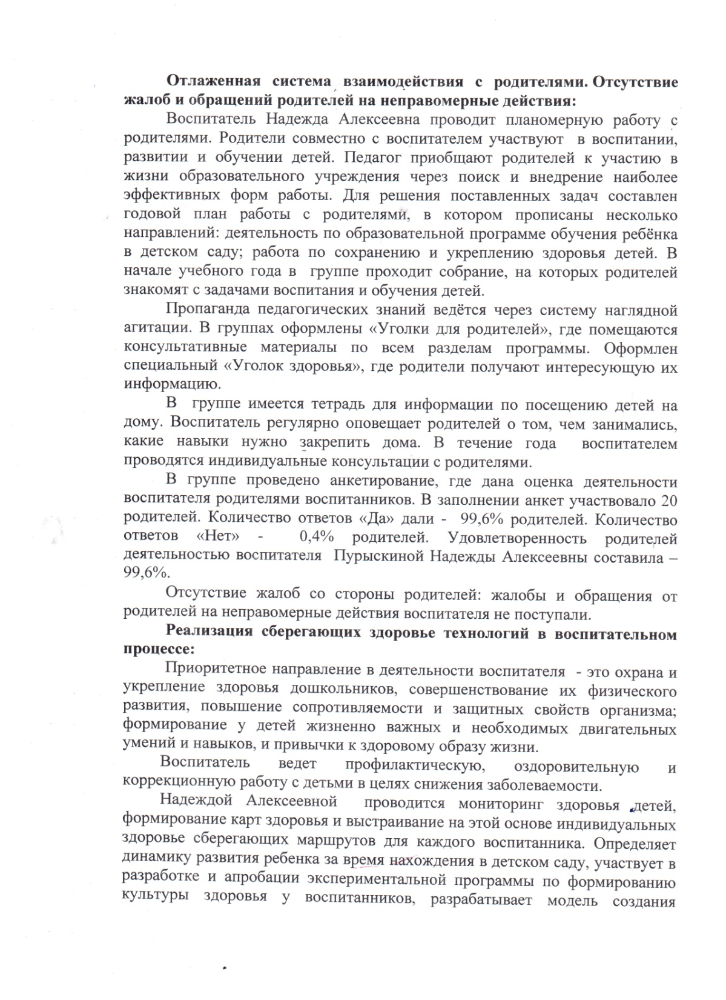 Отлаженная система взаимодействия с родителями. Отсутствие
жалоб и обращений родителей на неправомерные действия:
Воспитатель Надежда Алексеевна проводит планомерную работу с
родителями. Родители совместно с воспитателем участвуют в воспитании,
развитии и обучении детей. Педагог приобщают родителей к участию в
жизни образовательного учреждения через поиск и внедрение наиболее
эффективных форм работы. Для решения поставленных задач составлен
годовой план работы с родителями, в котором прописаны несколько
направлений: деятельность по образовательной программе обучения ребёнка
в детском саду; работа по сохранению и укреплению здоровья детей. В
начале учебного года в группе проходит собрание, на которых родителей
знакомят с задачами воспитания и обучения детей.
Пропаганда педагогических знаний ведётся через систему наглядной
агитации. В группах оформлены «Уголки для родителей», где помещаются
консультативные материалы по всем разделам программы. Оформлен
специальный «Уголок здоровья», где родители получают интересующую их
информацию.
В группе имеется тетрадь для информации по посещению детей на
дому. Воспитатель регулярно оповещает родителей о том, чем занимались,
какие навыки нужно закрепить дома. В течение года воспитателем
проводятся индивидуальные консультации с родителями.
В группе проведено анкетирование, где дана оценка деятельности
воспитателя родителями воспитанников. В заполнении анкет участвовало 20
родителей. Количество ответов «Да» дали - 99,6% родителей. Количество
ответов «Нет» - 0,4% родителей. Удовлетворенность родителей
деятельностью воспитателя Пурыскиной Надежды Алексеевны составила –
99,6%.
Отсутствие жалоб со стороны родителей: жалобы и обращения от
родителей на неправомерные действия воспитателя не поступали.
Реализация сберегающих здоровье технологий в воспитательном
процессе:
Приоритетное направление в деятельности воспитателя - это охрана и
укрепление здоровья дошкольников, совершенствование их физического
развития, повышение сопротивляемости и защитных свойств организма;
формирование у детей жизненно важных и необходимых двигательных
умений и навыков, и привычки к здоровому образу жизни.
Воспитатель ведет профилактическую, оздоровительную и
коррекционную работу с детьми в целях снижения заболеваемости.
Надеждой Алексеевной проводится мониторинг здоровья детей,
формирование карт здоровья и выстраивание на этой основе индивидуальных
здоровье сберегающих маршрутов для каждого воспитанника. Определяет
динамику развития ребенка за время нахождения в детском саду, участвует в
разработке и апробации экспериментальной программы по формированию
культуры здоровья у воспитанников, разрабатывает модель создания